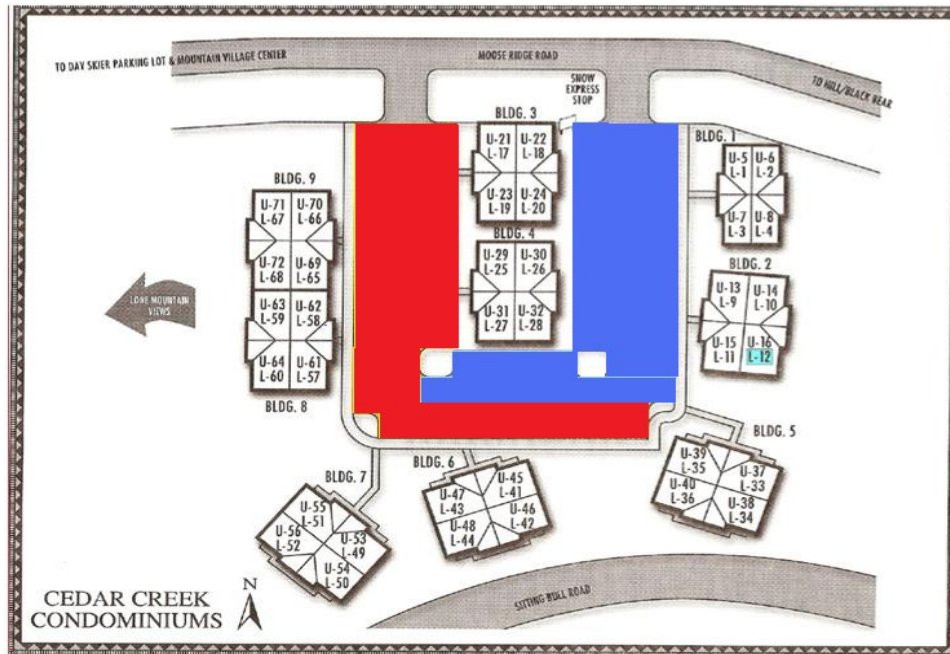 TO DAY SKIER PARKING LOT & MOUNTAIN VILLAGE CENTER
MOOSE RIDGE ROAD
TO HILL/BLACK BEAR
SNOW
EXPRESS
STOP
BLDG. 3
U-21 U-22
L-17 L-18
U-23 U-24
L-19 L-20
BLDG. 4
U-29 U-30
L-25 L-26
U-31 U-32
L-27 L-28
BLDG. 1
U-5 U-6
L-1 L-2
U-7 U-8
L-3 L-4
BLDG. 2
U-13 U-14
L-9 L-10
U-15 U-16
L-11 L-12
BLDG. 9
U-71 U-70
L-67 L-66
U-72 U-69
L-68 L-65
U-63 U-62
L-59 L-58
U-64 U-61
L-60 L-57
BLDG. 8
LONE MOUNTAIN
VIEWS
BLDG. 7
U-55
L-51
U-56 U-53
L-52 L-49
U-54
L-50
BLDG. 6
U-47 U-45
L-43 L-41
U-48 U-46
L-44 L-42
BLDG. 5
U-39 U-37
L-35 L-33
U-40 U-38
L-36 L-34
SITTING BULL ROAD
CEDAR CREEK
CONDOMINIUMS
N